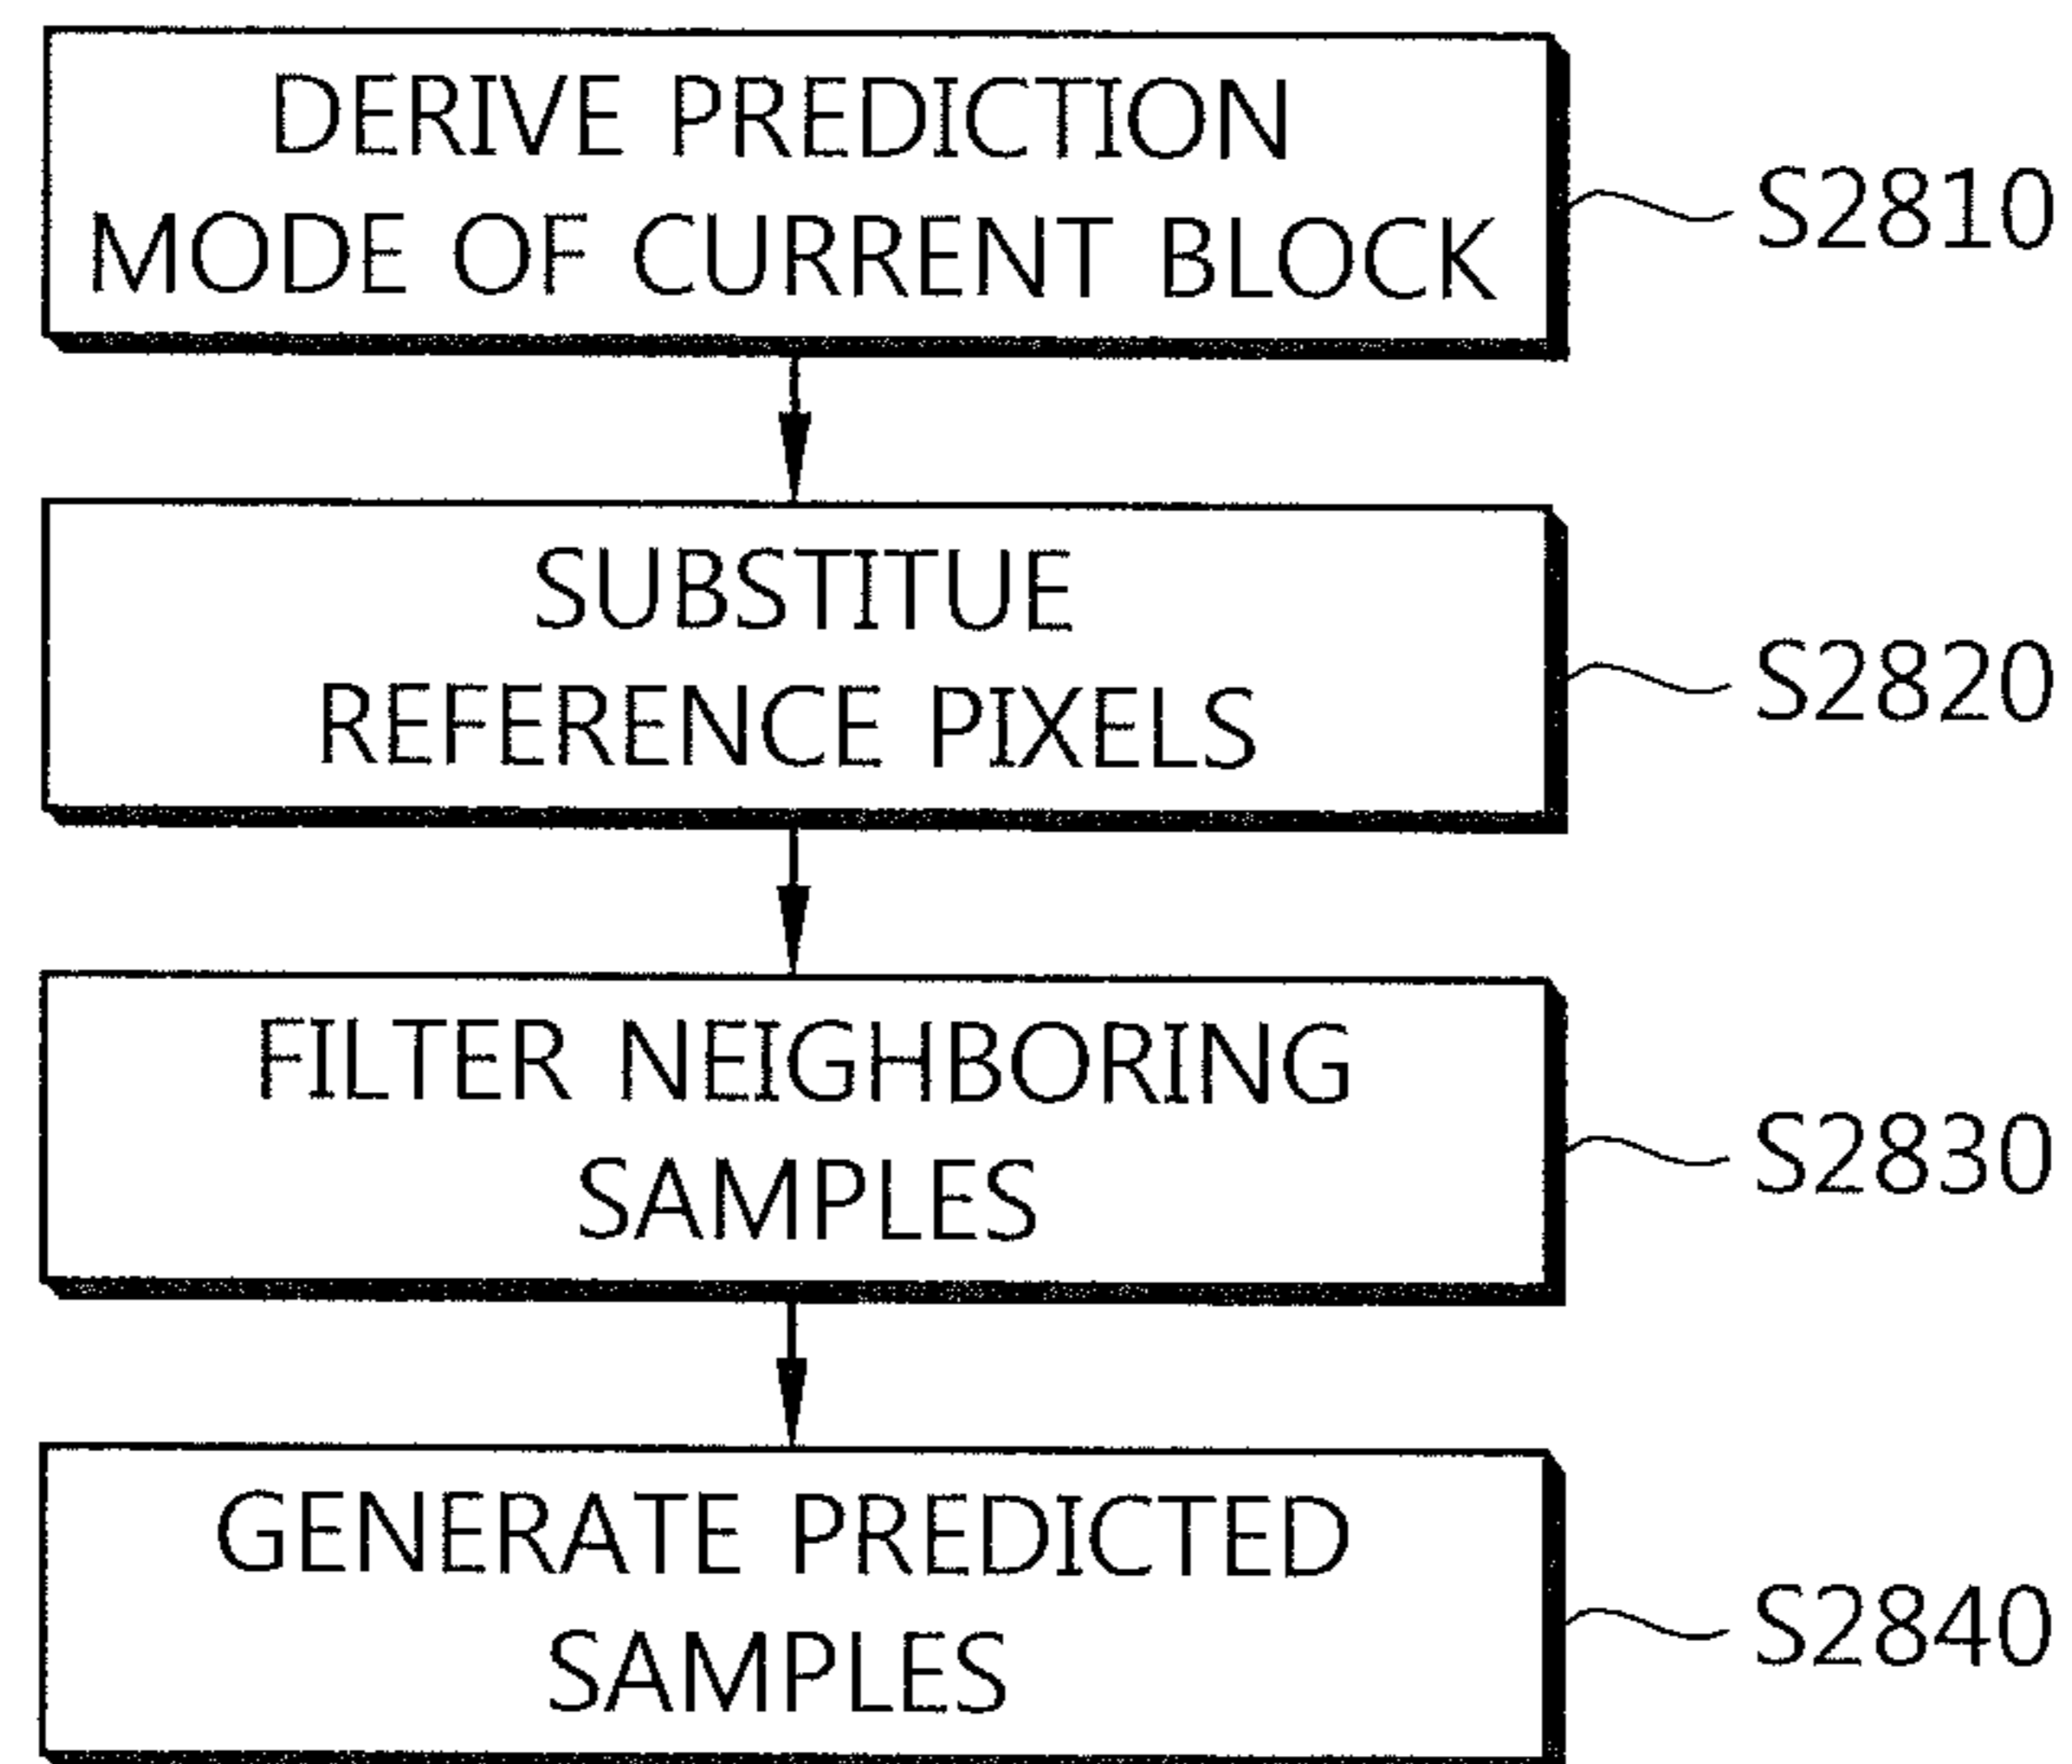 DERIVE PREDICTION
MODE OF CURRENT BLOCK
S2810
SUBSTITUE
REFERENCE PIXELS
S2820
FILTER NEIGHBORING
SAMPLES
S2830
GENERATE PREDICTED
SAMPLES
S2840